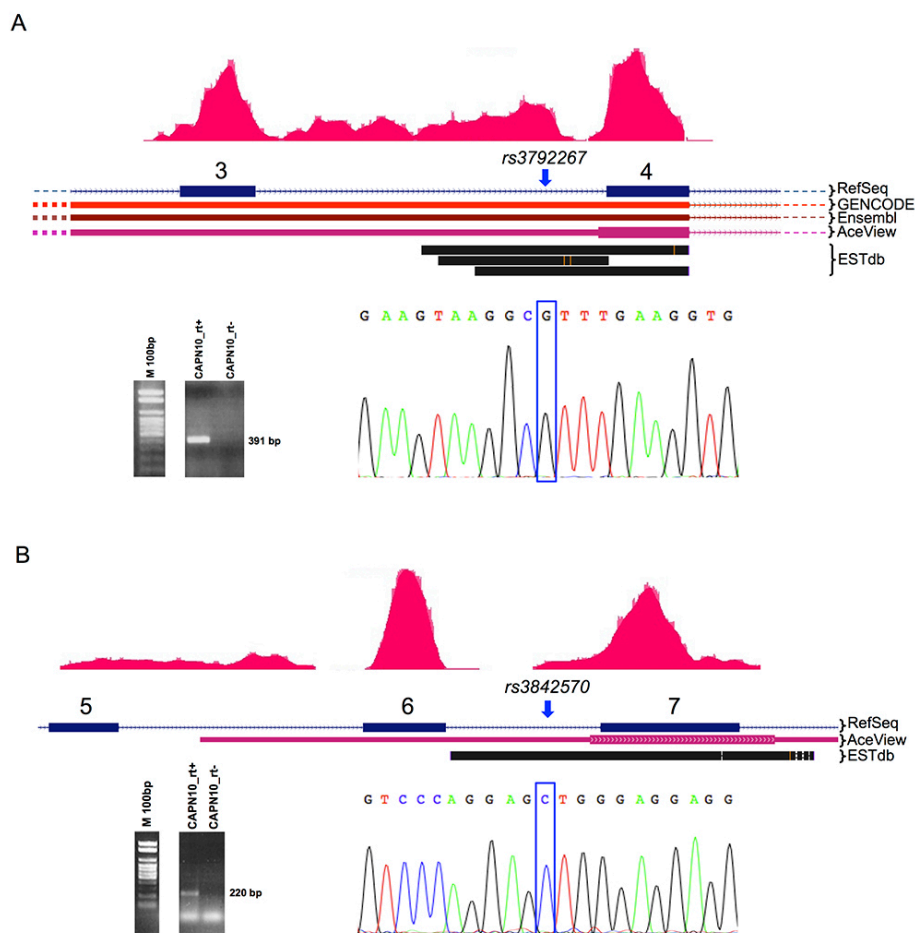 A
rs3792267
3 4
RefSeq
GENCODE
Ensembl
AceView
ESTdb
M 100bp
CAPN10_rt+
CAPN10_rt-
391 bp
G A A G T A A G G C G T T T G A A G G T G
B
rs3842570
5 6 7
RefSeq
AceView
ESTdb
M 100bp
CAPN10_rt+
CAPN10_rt-
220 bp
G T C C C A G G A G C T G G G A G G A G G